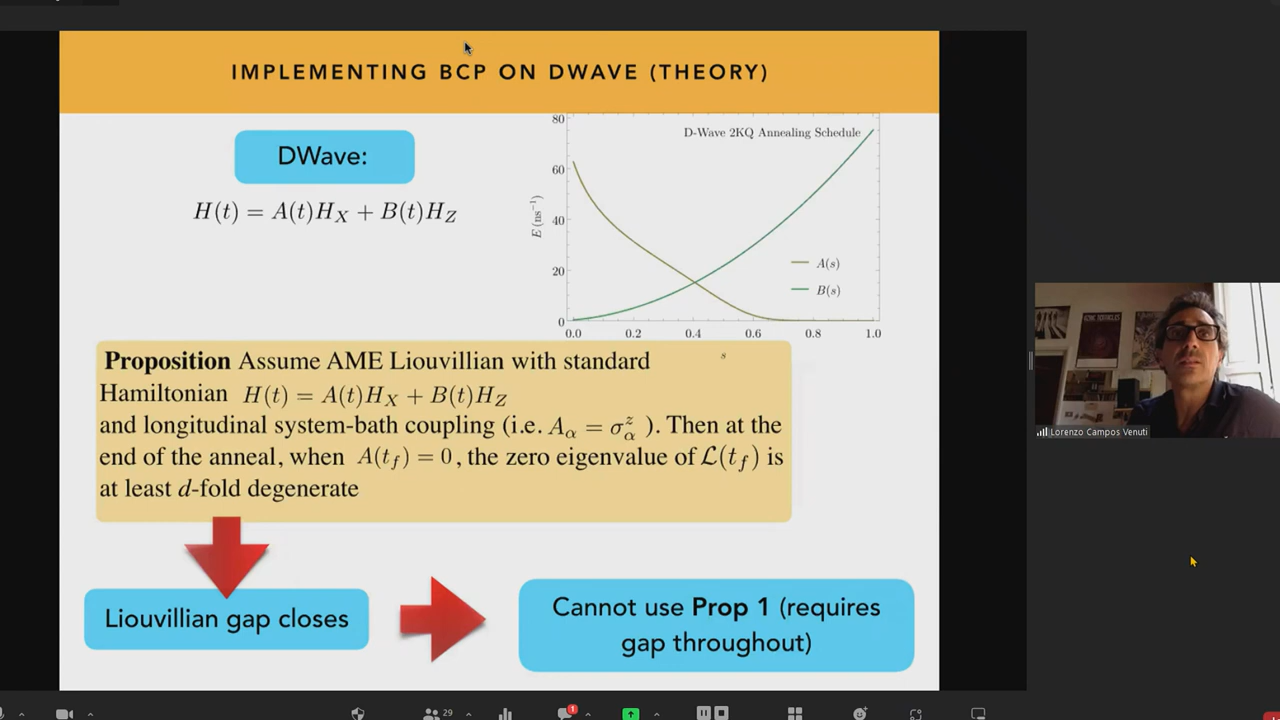 IMPLEMENTING BCP ON DWAVE (THEORY)
DWave:
H(t) = A(t)H_X + B(t)H_Z
D-Wave 2KQ Annealing Schedule
80
60
40
20
0
E (ns⁻¹)
A(s)
B(s)
0.0 0.2 0.4 0.6 0.8 1.0
s
Proposition Assume AME Liouvillian with standard
Hamiltonian H(t) = A(t)H_X + B(t)H_Z
and longitudinal system-bath coupling (i.e. A_α = σ_α^z ). Then at the
end of the anneal, when A(t_f) = 0, the zero eigenvalue of ℒ(t_f) is
at least d-fold degenerate
Liouvillian gap closes
Cannot use Prop 1 (requires
gap throughout)
Lorenzo Campos Venuti
29
1